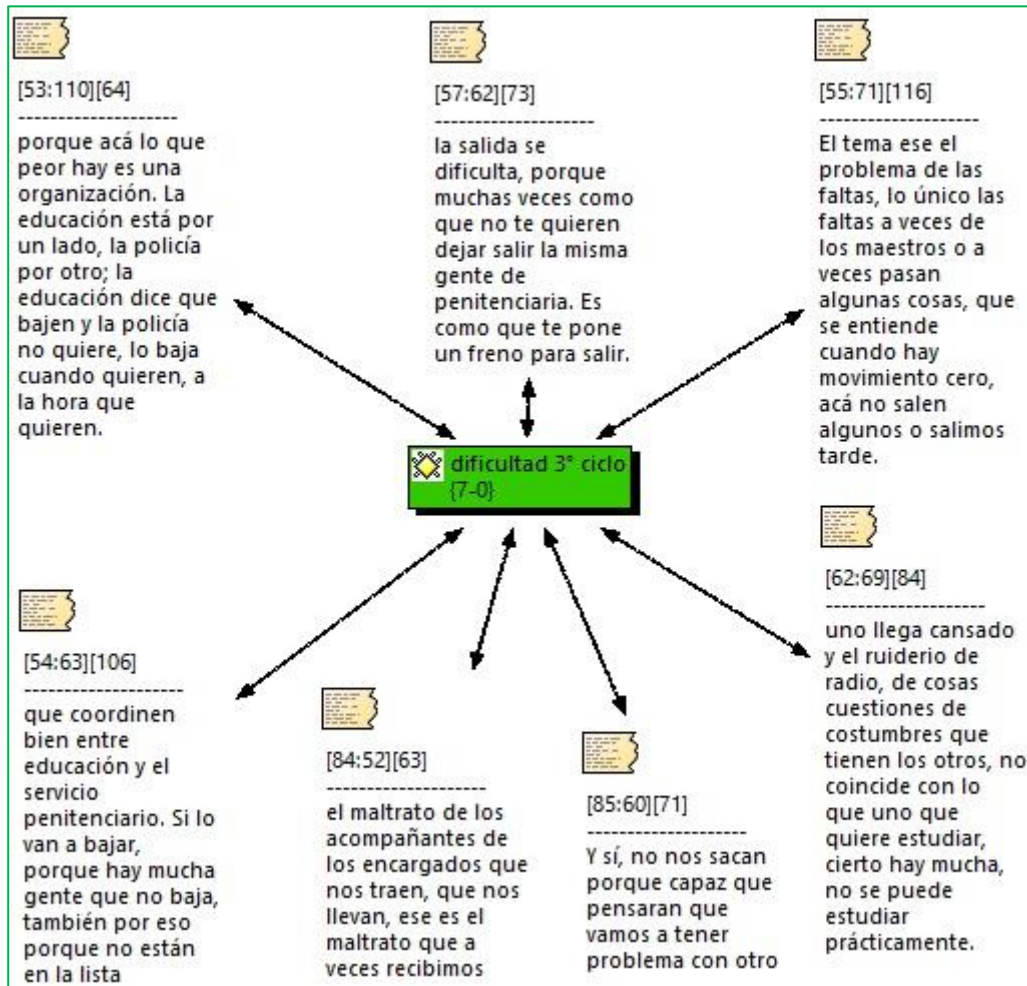 [53:110][64]
--------------------
porque acá lo que
peor hay es una
organización. La
educación está por
un lado, la policía
por otro; la
educación dice que
bajen y la policía
no quiere, lo baja
cuando quieren, a
la hora que
quieren.
[57:62][73]
--------------------
la salida se
dificulta, porque
muchas veces como
que no te quieren
dejar salir la misma
gente de
penitenciaria. Es
como que te pone
un freno para salir.
[55:71][116]
--------------------
El tema ese el
problema de las
faltas, lo único las
faltas a veces de
los maestros o a
veces pasan
algunas cosas, que
se entiende
cuando hay
movimiento cero,
acá no salen
algunos o salimos
tarde.
dificultad 3° ciclo
{7-0}
[54:63][106]
--------------------
que coordinen
bien entre
educación y el
servicio
penitenciario. Si lo
van a bajar,
porque hay mucha
gente que no baja,
también por eso
porque no están
en la lista
[84:52][63]
--------------------
el maltrato de los
acompañantes de
los encargados que
nos traen, que nos
llevan, ese es el
maltrato que a
veces recibimos
[85:60][71]
--------------------
Y sí, no nos sacan
porque capaz que
pensaran que
vamos a tener
problema con otro
[62:69][84]
--------------------
uno llega cansado
y el ruiderio de
radio, de cosas
cuestiones de
costumbres que
tienen los otros, no
coincide con lo
que uno que
quiere estudiar,
cierto hay mucha,
no se puede
estudiar
prácticamente.